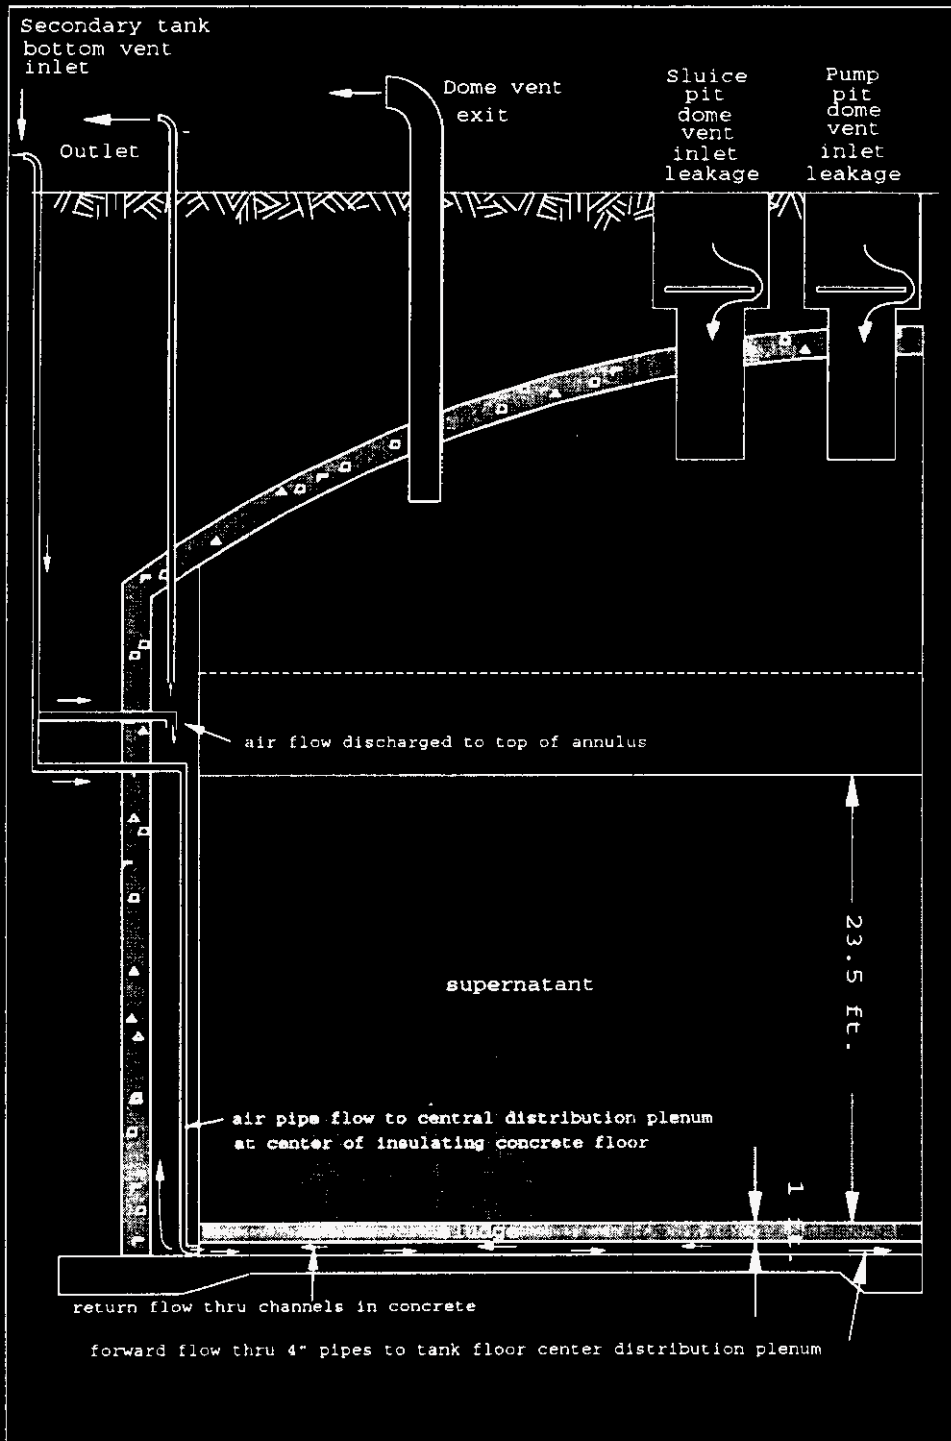 Secondary tank
bottom vent
inlet
Outlet
Dome vent
exit
Sluice
pit
dome
vent
inlet
leakage
Pump
pit
dome
vent
inlet
leakage
air flow discharged to top of annulus
23.5 ft.
supernatant
air pipe flow to central distribution plenum
at center of insulating concrete floor
sludge
return flow thru channels in concrete
forward flow thru 4" pipes to tank floor center distribution plenum